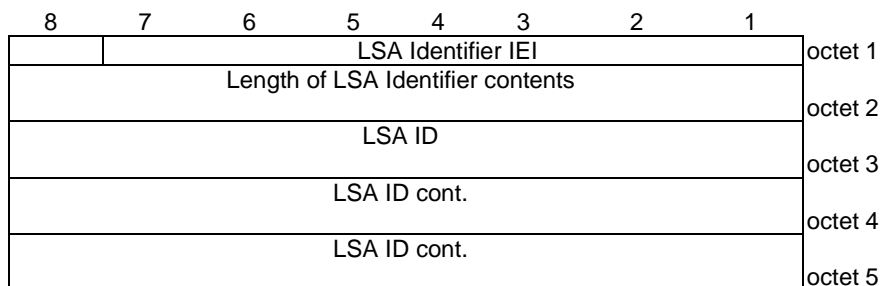 8 7 6 5 4 3 2 1
LSA Identifier IEI octet 1
Length of LSA Identifier contents
octet 2
LSA ID
octet 3
LSA ID cont.
octet 4
LSA ID cont.
octet 5